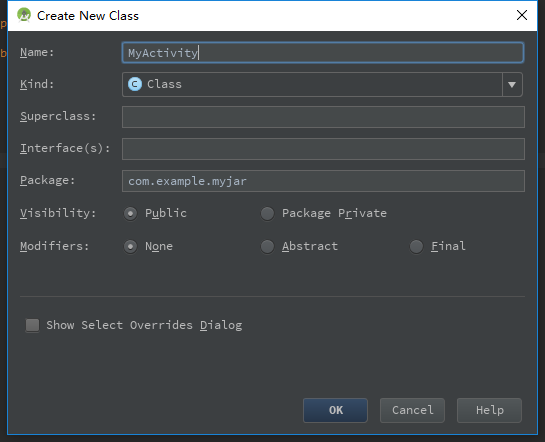 Create New Class
Name: MyActivity
Kind: C Class
Superclass:
Interface(s):
Package: com.example.myjar
Visibility: Public Package Private
Modifiers: None Abstract Final
Show Select Overrides Dialog
OK Cancel Help